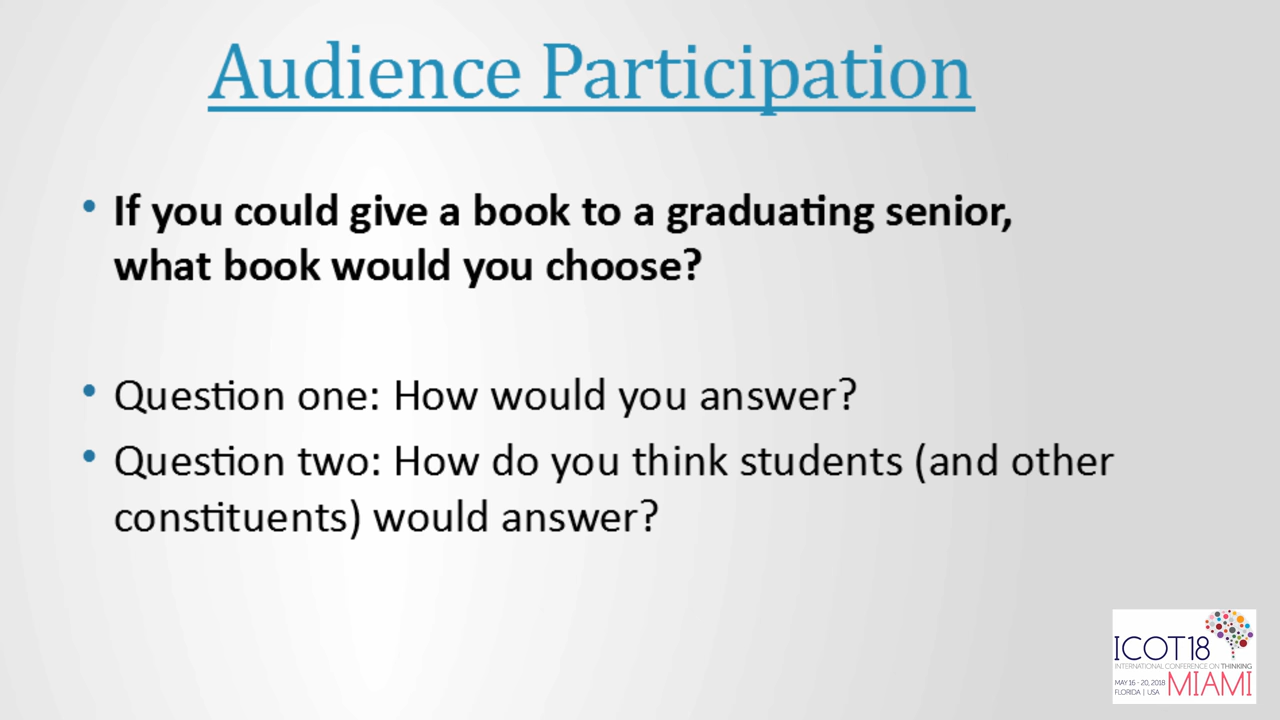 Audience Participation
• If you could give a book to a graduating senior,
what book would you choose?
• Question one: How would you answer?
• Question two: How do you think students (and other
constituents) would answer?
ICOT18
INTERNATIONAL CONFERENCE ON THINKING
MAY 16 - 20, 2018
FLORIDA | USA
MIAMI